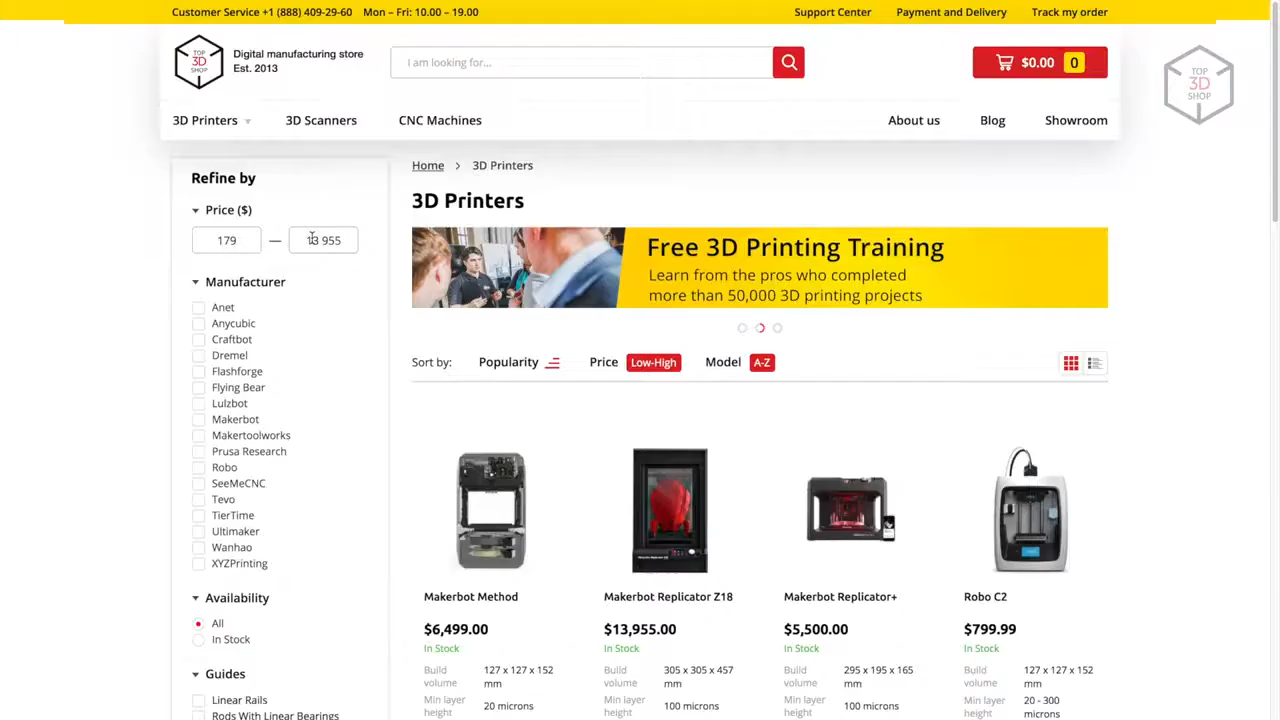 Customer Service +1 (888) 409-29-60 Mon – Fri: 10.00 – 19.00 Support Center Payment and Delivery Track my order
TOP 3D SHOP
Digital manufacturing store
Est. 2013
I am looking for...
$0.00 0
TOP 3D SHOP
3D Printers 3D Scanners CNC Machines About us Blog Showroom
Refine by
Price ($)
179 — 13 955
Manufacturer
Anet
Anycubic
Craftbot
Dremel
Flashforge
Flying Bear
Lulzbot
Makerbot
Makertoolworks
Prusa Research
Robo
SeeMeCNC
Tevo
TierTime
Ultimaker
Wanhao
XYZPrinting
Availability
All
In Stock
Guides
Linear Rails
Rods With Linear Bearings
Home > 3D Printers
3D Printers
Free 3D Printing Training
Learn from the pros who completed
more than 50,000 3D printing projects
Sort by: Popularity Price Low-High Model A-Z
Makerbot Method Makerbot Replicator Z18 Makerbot Replicator+ Robo C2
$6,499.00 $13,955.00 $5,500.00 $799.99
In Stock In Stock In Stock In Stock
Build 127 x 127 x 152 Build 305 x 305 x 457 Build 295 x 195 x 165 Build 127 x 127 x 152
volume mm volume mm volume mm volume mm
Min layer 20 microns Min layer 100 microns Min layer 100 microns Min layer 20 - 300
height height height height microns